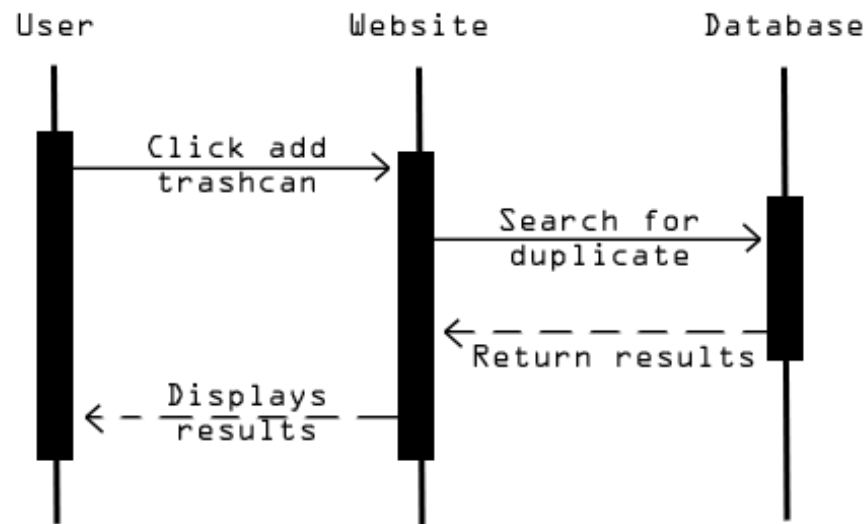 User
Website
Database
Click add
trashcan
Search for
duplicate
Return results
Displays
results